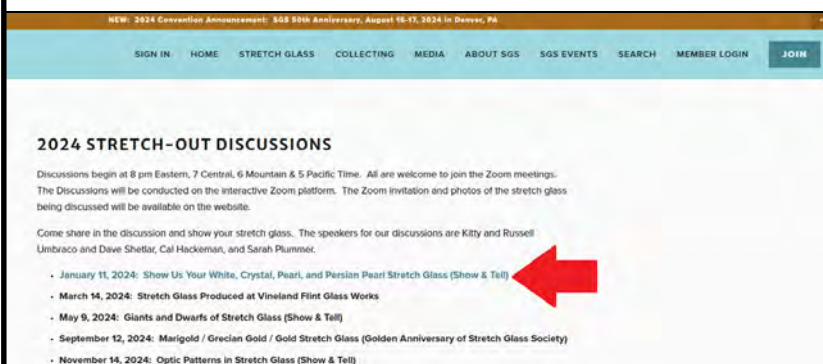 NEW: 2024 Convention Announcement: SGS 50th Anniversary, August 16-17, 2024 in Denver, PA
SIGN IN HOME STRETCH GLASS COLLECTING MEDIA ABOUT SGS SGS EVENTS SEARCH MEMBER LOGIN JOIN
2024 STRETCH-OUT DISCUSSIONS
Discussions begin at 8 pm Eastern, 7 Central, 6 Mountain & 5 Pacific Time. All are welcome to join the Zoom meetings.
The Discussions will be conducted on the interactive Zoom platform. The Zoom invitation and photos of the stretch glass
being discussed will be available on the website.
Come share in the discussion and show your stretch glass. The speakers for our discussions are Kitty and Russell
Umbraco and Dave Shetlar, Cal Hackeman, and Sarah Plummer.
• January 11, 2024: Show Us Your White, Crystal, Pearl, and Persian Pearl Stretch Glass (Show & Tell)
• March 14, 2024: Stretch Glass Produced at Vineland Flint Glass Works
• May 9, 2024: Giants and Dwarfs of Stretch Glass (Show & Tell)
• September 12, 2024: Marigold / Grecian Gold / Gold Stretch Glass (Golden Anniversary of Stretch Glass Society)
• November 14, 2024: Optic Patterns in Stretch Glass (Show & Tell)